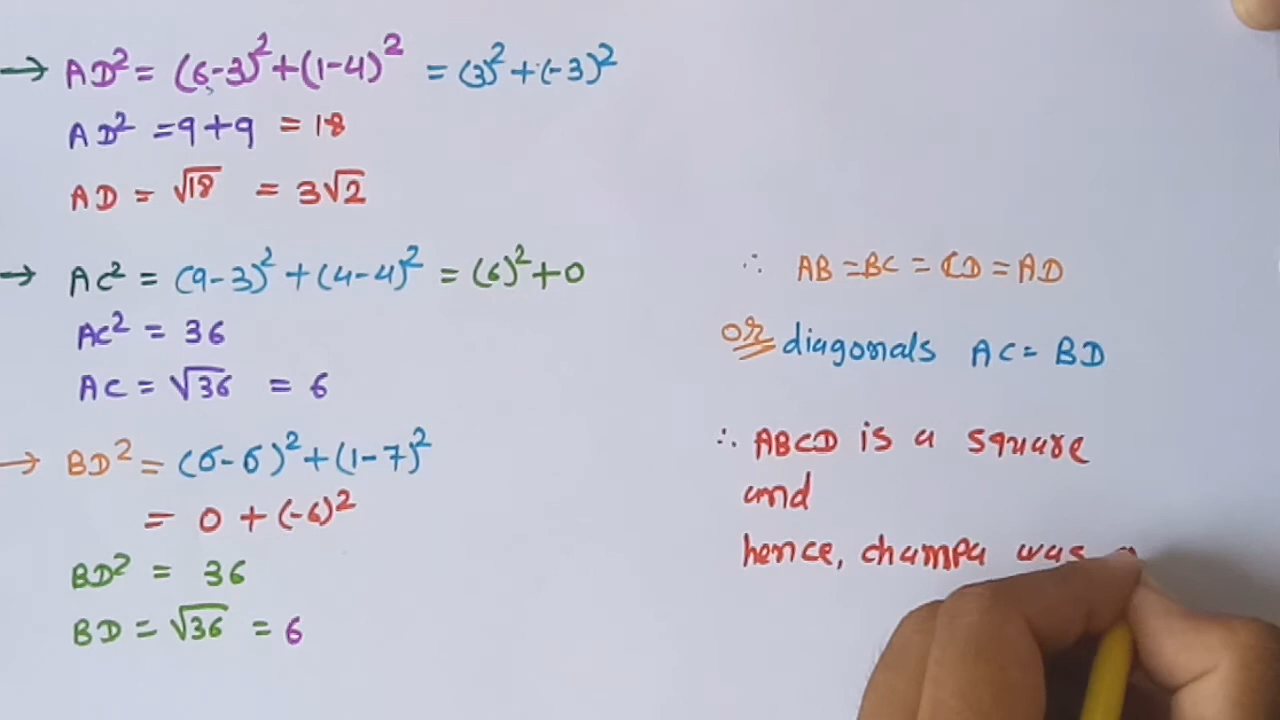 → AD² = (6-3)² + (1-4)² = (3)² + (-3)²
AD² = 9+9 = 18
AD = √18 = 3√2
→ AC² = (9-3)² + (4-4)² = (6)² + 0
AC² = 36
AC = √36 = 6
→ BD² = (6-6)² + (1-7)²
= 0 + (-6)²
BD² = 36
BD = √36 = 6
∴ AB = BC = CD = AD
or diagonals AC = BD
∴ ABCD is a square
and
hence, champa was